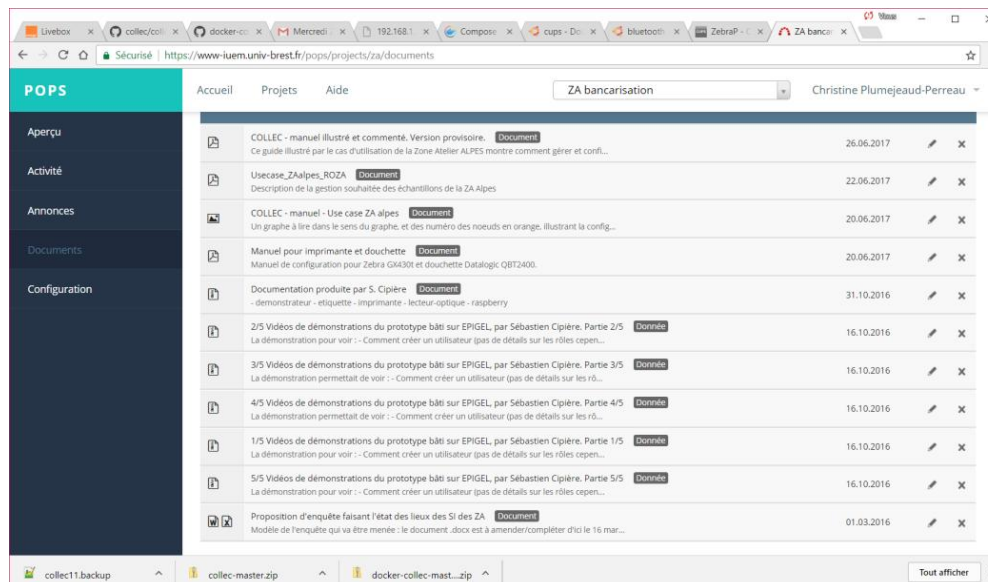 Livebox
collec/coll
docker-co
Mercredi
192.168.1
Compose
cups - Do
bluetooth
ZebraP - C
ZA bancar
Sécurisé | https://www-iuem.univ-brest.fr/pops/projects/za/documents
POPS
Accueil Projets Aide
ZA bancarisation
Christine Plumejeaud-Perreau
Aperçu
Activité
Annonces
Documents
Configuration
COLLEC - manuel illustré et commenté. Version provisoire. Document
Ce guide illustré par le cas d'utilisation de la Zone Atelier ALPES montre comment gérer et confi...
26.06.2017
Usecase_ZAalpes_ROZA Document
Description de la gestion souhaitée des échantillons de la ZA Alpes
22.06.2017
COLLEC - manuel - Use case ZA alpes Document
Un graphe à lire dans le sens du graphe, et des numéro des noeuds en orange, illustrant la config...
20.06.2017
Manuel pour imprimante et douchette Document
Manuel de configuration pour Zebra GX430t et douchette Datalogic QBT2400.
20.06.2017
Documentation produite par S. Cipière Document
- demonstrateur - etiquette - imprimante - lecteur-optique - raspberry
31.10.2016
2/5 Vidéos de démonstrations du prototype bâti sur EPIGEL, par Sébastien Cipière. Partie 2/5 Donnée
La démonstration pour voir : - Comment créer un utilisateur (pas de détails sur les rôles cepen...
16.10.2016
3/5 Vidéos de démonstrations du prototype bâti sur EPIGEL, par Sébastien Cipière. Partie 3/5 Donnée
La démonstration permettait de voir : - Comment créer un utilisateur (pas de détails sur les rô...
16.10.2016
4/5 Vidéos de démonstrations du prototype bâti sur EPIGEL, par Sébastien Cipière. Partie 4/5 Donnée
La démonstration permettait de voir : - Comment créer un utilisateur (pas de détails sur les rô...
16.10.2016
1/5 Vidéos de démonstrations du prototype bâti sur EPIGEL, par Sébastien Cipière. Partie 1/5 Donnée
La démonstration pour voir : - Comment créer un utilisateur (pas de détails sur les rôles cepen...
16.10.2016
5/5 Vidéos de démonstrations du prototype bâti sur EPIGEL, par Sébastien Cipière. Partie 5/5 Donnée
La démonstration pour voir : - Comment créer un utilisateur (pas de détails sur les rôles cepen...
16.10.2016
Proposition d'enquête faisant l'état des lieux des SI des ZA Document
Modèle de l'enquête qui va être menée : le document .docx est à amender/compléter d'ici le 16 mar...
01.03.2016
collec11.backup
collec-master.zip
docker-collec-mast....zip
Tout afficher